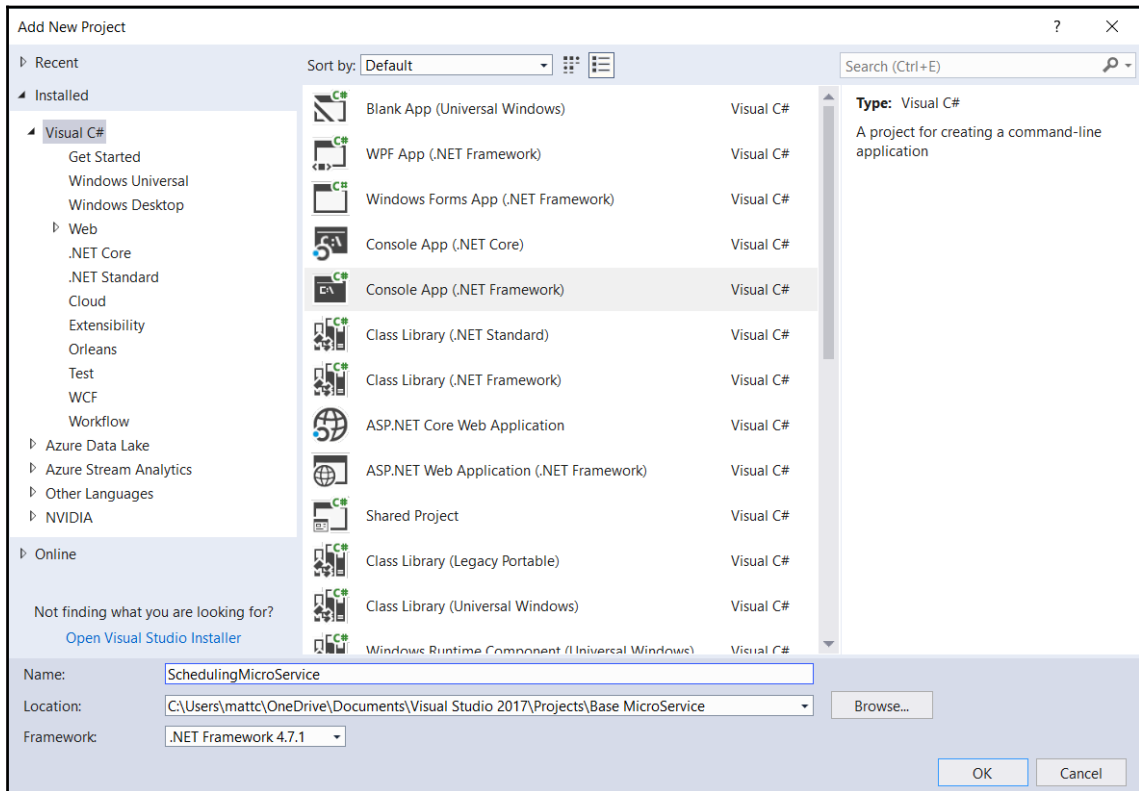 Add New Project
?
Recent
Installed
Visual C#
Get Started
Windows Universal
Windows Desktop
Web
.NET Core
.NET Standard
Cloud
Extensibility
Orleans
Test
WCF
Workflow
Azure Data Lake
Azure Stream Analytics
Other Languages
NVIDIA
Online
Not finding what you are looking for?
Open Visual Studio Installer
Sort by: Default
Blank App (Universal Windows) Visual C#
WPF App (.NET Framework) Visual C#
Windows Forms App (.NET Framework) Visual C#
Console App (.NET Core) Visual C#
Console App (.NET Framework) Visual C#
Class Library (.NET Standard) Visual C#
Class Library (.NET Framework) Visual C#
ASP.NET Core Web Application Visual C#
ASP.NET Web Application (.NET Framework) Visual C#
Shared Project Visual C#
Class Library (Legacy Portable) Visual C#
Class Library (Universal Windows) Visual C#
Windows Runtime Component (Universal Windows) Visual C#
Search (Ctrl+E)
Type: Visual C#
A project for creating a command-line
application
Name: SchedulingMicroService
Location: C:\Users\mattc\OneDrive\Documents\Visual Studio 2017\Projects\Base MicroService Browse...
Framework: .NET Framework 4.7.1
OK Cancel